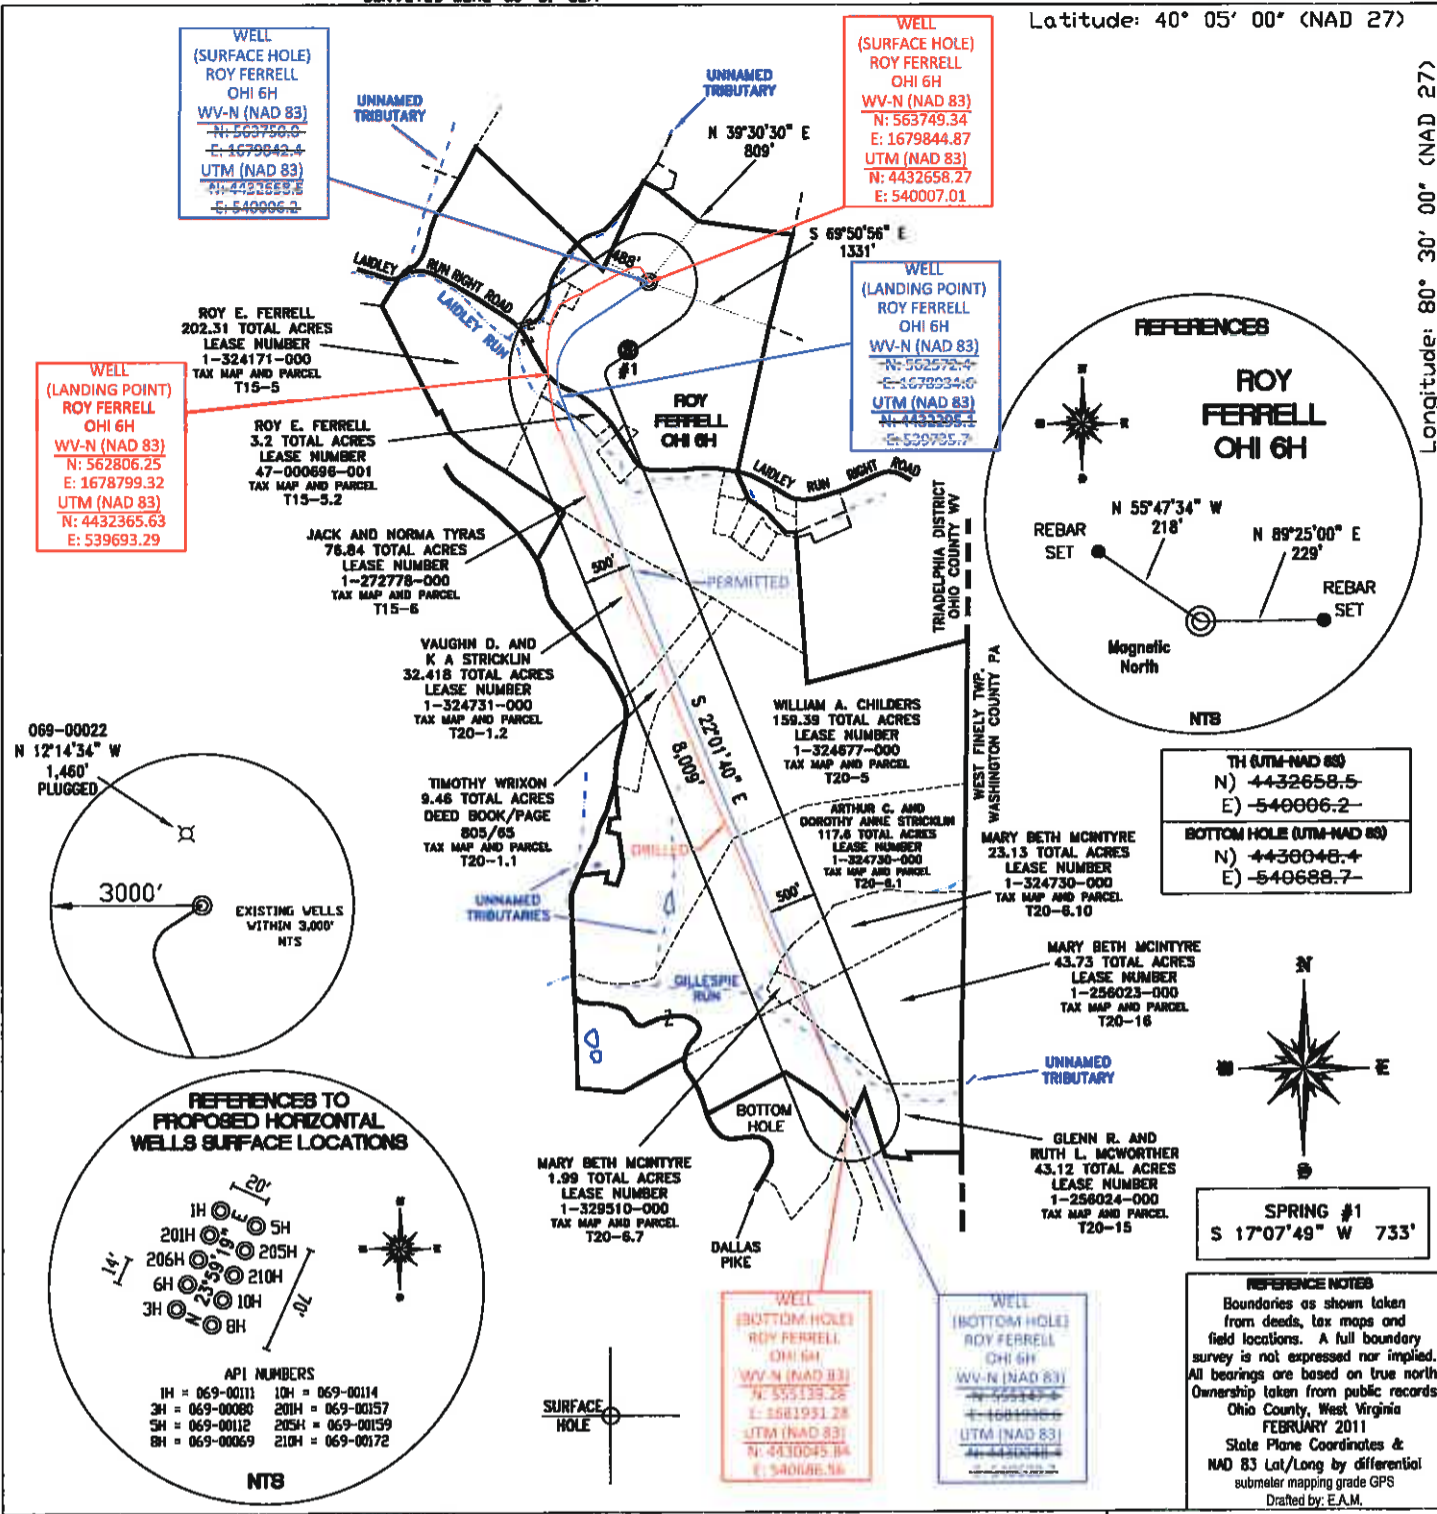 Latitude: 40° 05' 00" (NAD 27)
Longitude: 80° 30' 00" (NAD 27)
WELL
(SURFACE HOLE)
ROY FERRELL
OHI 6H
WV-N (NAD 83)
N: 563750.0
E: 1679842.4
UTM (NAD 83)
N: 4432658.5
E: 540006.2
UNNAMED
TRIBUTARY
UNNAMED
TRIBUTARY
N 39°30'30" E
809'
WELL
(SURFACE HOLE)
ROY FERRELL
OHI 6H
WV-N (NAD 83)
N: 563749.34
E: 1679844.87
UTM (NAD 83)
N: 4432658.27
E: 540007.01
S 69°50'56" E
1331'
488'
LAIDLEY RUN RIGHT ROAD
LAIDLEY RUN
#1
ROY
FERRELL
OHI 6H
WELL
(LANDING POINT)
ROY FERRELL
OHI 6H
WV-N (NAD 83)
N: 562572.4
E: 1678934.0
UTM (NAD 83)
N: 4432295.1
E: 539735.7
ROY E. FERRELL
202.31 TOTAL ACRES
LEASE NUMBER
1-324171-000
TAX MAP AND PARCEL
T15-5
WELL
(LANDING POINT)
ROY FERRELL
OHI 6H
WV-N (NAD 83)
N: 562806.25
E: 1678799.32
UTM (NAD 83)
N: 4432365.63
E: 539693.29
ROY E. FERRELL
3.2 TOTAL ACRES
LEASE NUMBER
47-000696-001
TAX MAP AND PARCEL
T15-5.2
JACK AND NORMA TYRAS
76.84 TOTAL ACRES
LEASE NUMBER
1-272778-000
TAX MAP AND PARCEL
T15-6
LAIDLEY RUN RIGHT ROAD
500'
PERMITTED
TRIADELPHIA DISTRICT
OHIO COUNTY WV
WEST FINELY TWP.
WASHINGTON COUNTY PA
REFERENCES
ROY
FERRELL
OHI 6H
N 55°47'34" W
218'
N 89°25'00" E
229'
REBAR
SET
REBAR
SET
Magnetic
North
NTS
VAUGHN D. AND
K A STRICKLIN
32.418 TOTAL ACRES
LEASE NUMBER
1-324731-000
TAX MAP AND PARCEL
T20-1.2
S 22°01'40" E
8,009'
WILLIAM A. CHILDERS
159.39 TOTAL ACRES
LEASE NUMBER
1-324677-000
TAX MAP AND PARCEL
T20-5
TIMOTHY WRIXON
9.46 TOTAL ACRES
DEED BOOK/PAGE
805/65
TAX MAP AND PARCEL
T20-1.1
DRILLED
ARTHUR C. AND
DOROTHY ANNE STRICKLIN
117.6 TOTAL ACRES
LEASE NUMBER
1-324730-000
TAX MAP AND PARCEL
T20-6.1
MARY BETH MCINTYRE
23.13 TOTAL ACRES
LEASE NUMBER
1-324730-000
TAX MAP AND PARCEL
T20-6.10
TH (UTM-NAD 83)
N) 4432658.5
E) 540006.2
BOTTOM HOLE (UTM-NAD 83)
N) 4430048.4
E) 540688.7
069-00022
N 12°14'34" W
1,460'
PLUGGED
3000'
EXISTING WELLS
WITHIN 3,000'
NTS
UNNAMED
TRIBUTARIES
500'
GILLESPIE
RUN
MARY BETH MCINTYRE
43.73 TOTAL ACRES
LEASE NUMBER
1-256023-000
TAX MAP AND PARCEL
T20-16
N
E
UNNAMED
TRIBUTARY
REFERENCES TO
PROPOSED HORIZONTAL
WELLS SURFACE LOCATIONS
20'
1H
5H
201H
205H
206H
210H
6H
10H
3H
8H
14'
N 23°59'19" E
70'
API NUMBERS
1H = 069-00111 10H = 069-00114
3H = 069-00080 201H = 069-00157
5H = 069-00112 205H = 069-00159
8H = 069-00069 210H = 069-00172
NTS
BOTTOM
HOLE
MARY BETH MCINTYRE
1.99 TOTAL ACRES
LEASE NUMBER
1-329510-000
TAX MAP AND PARCEL
T20-6.7
DALLAS
PIKE
GLENN R. AND
RUTH L. MCWORTHER
43.12 TOTAL ACRES
LEASE NUMBER
1-256024-000
TAX MAP AND PARCEL
T20-15
SPRING #1
S 17°07'49" W 733'
WELL
(BOTTOM HOLE)
ROY FERRELL
OHI 6H
WV-N (NAD 83)
N: 555139.28
E: 1681931.28
UTM (NAD 83)
N: 4430045.84
E: 540686.56
WELL
(BOTTOM HOLE)
ROY FERRELL
OHI 6H
WV-N (NAD 83)
N: 555147.4
E: 1681938.6
UTM (NAD 83)
N: 4430048.4
SURFACE
HOLE
REFERENCE NOTES
Boundaries as shown taken
from deeds, tax maps and
field locations. A full boundary
survey is not expressed nor implied.
All bearings are based on true north
Ownership taken from public records
Ohio County, West Virginia
FEBRUARY 2011
State Plane Coordinates &
NAD 83 Lat/Long by differential
submeter mapping grade GPS
Drafted by: E.A.M.